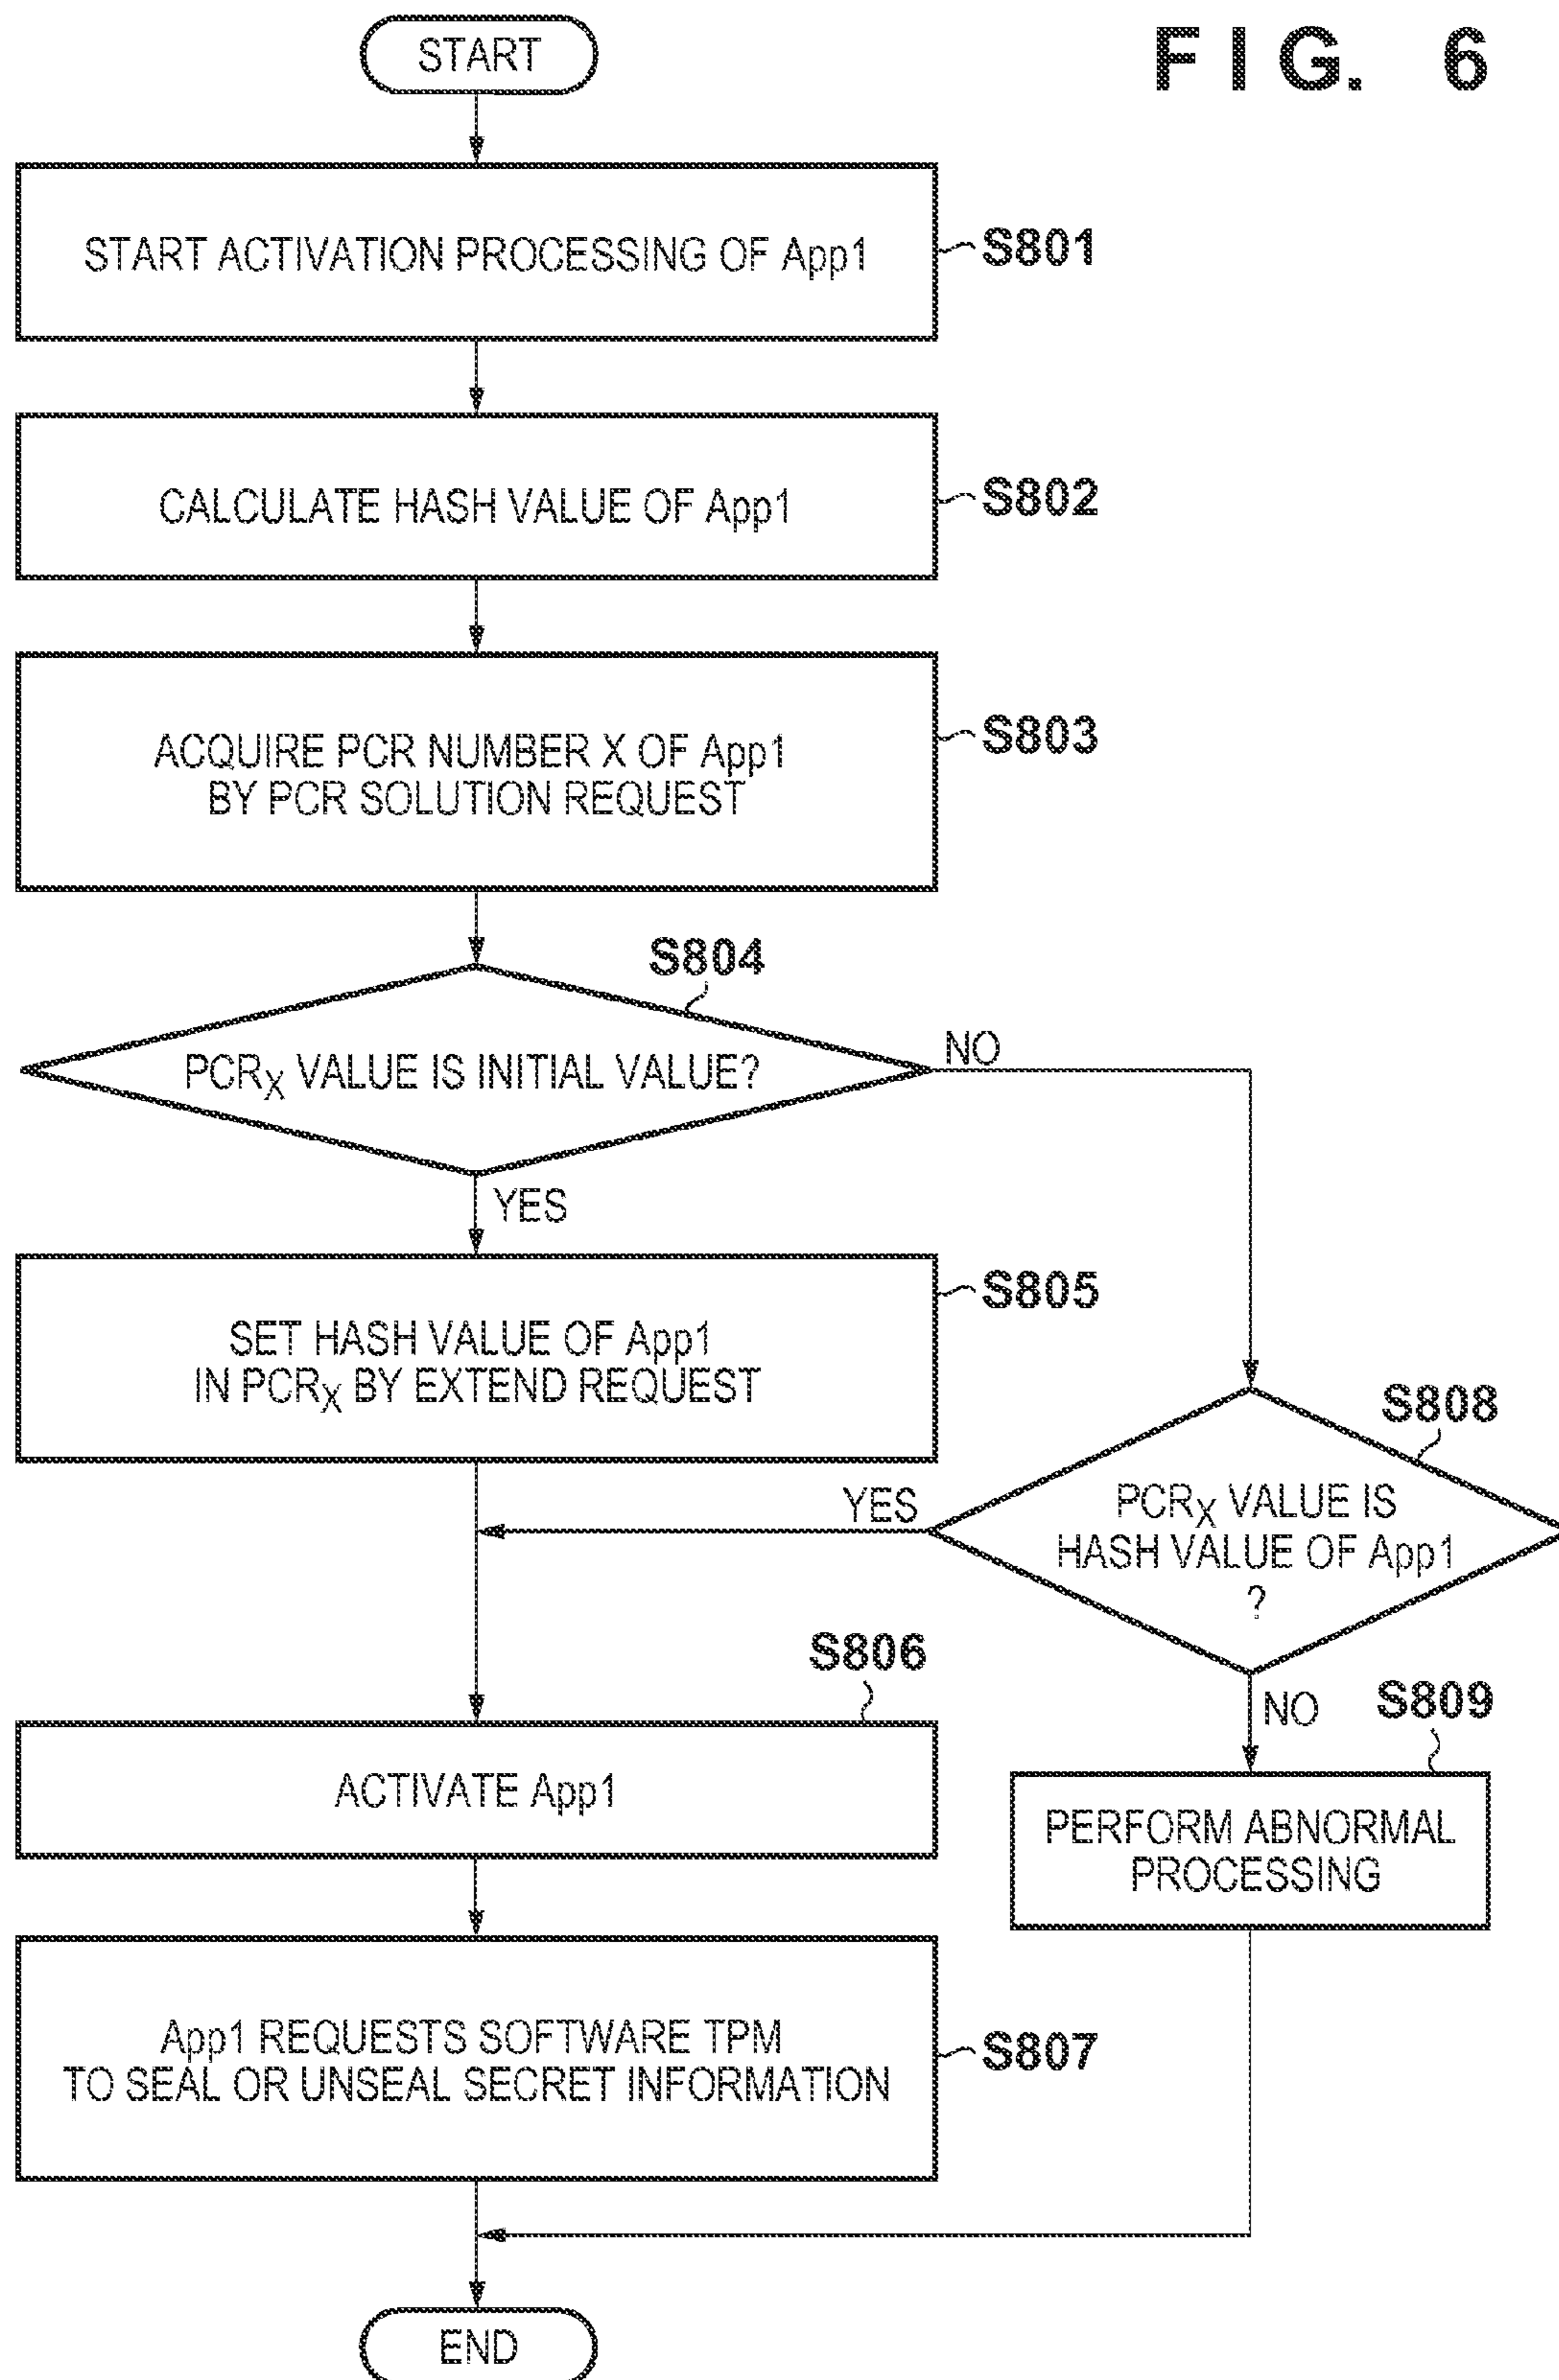 FIG. 6
START
START ACTIVATION PROCESSING OF App1
S801
CALCULATE HASH VALUE OF App1
S802
ACQUIRE PCR NUMBER X OF App1
BY PCR SOLUTION REQUEST
S803
S804
PCRX VALUE IS INITIAL VALUE?
NO
YES
SET HASH VALUE OF App1
IN PCRX BY EXTEND REQUEST
S805
S808
PCRX VALUE IS
HASH VALUE OF App1
?
YES
NO
S806
ACTIVATE App1
S809
PERFORM ABNORMAL
PROCESSING
App1 REQUESTS SOFTWARE TPM
TO SEAL OR UNSEAL SECRET INFORMATION
S807
END